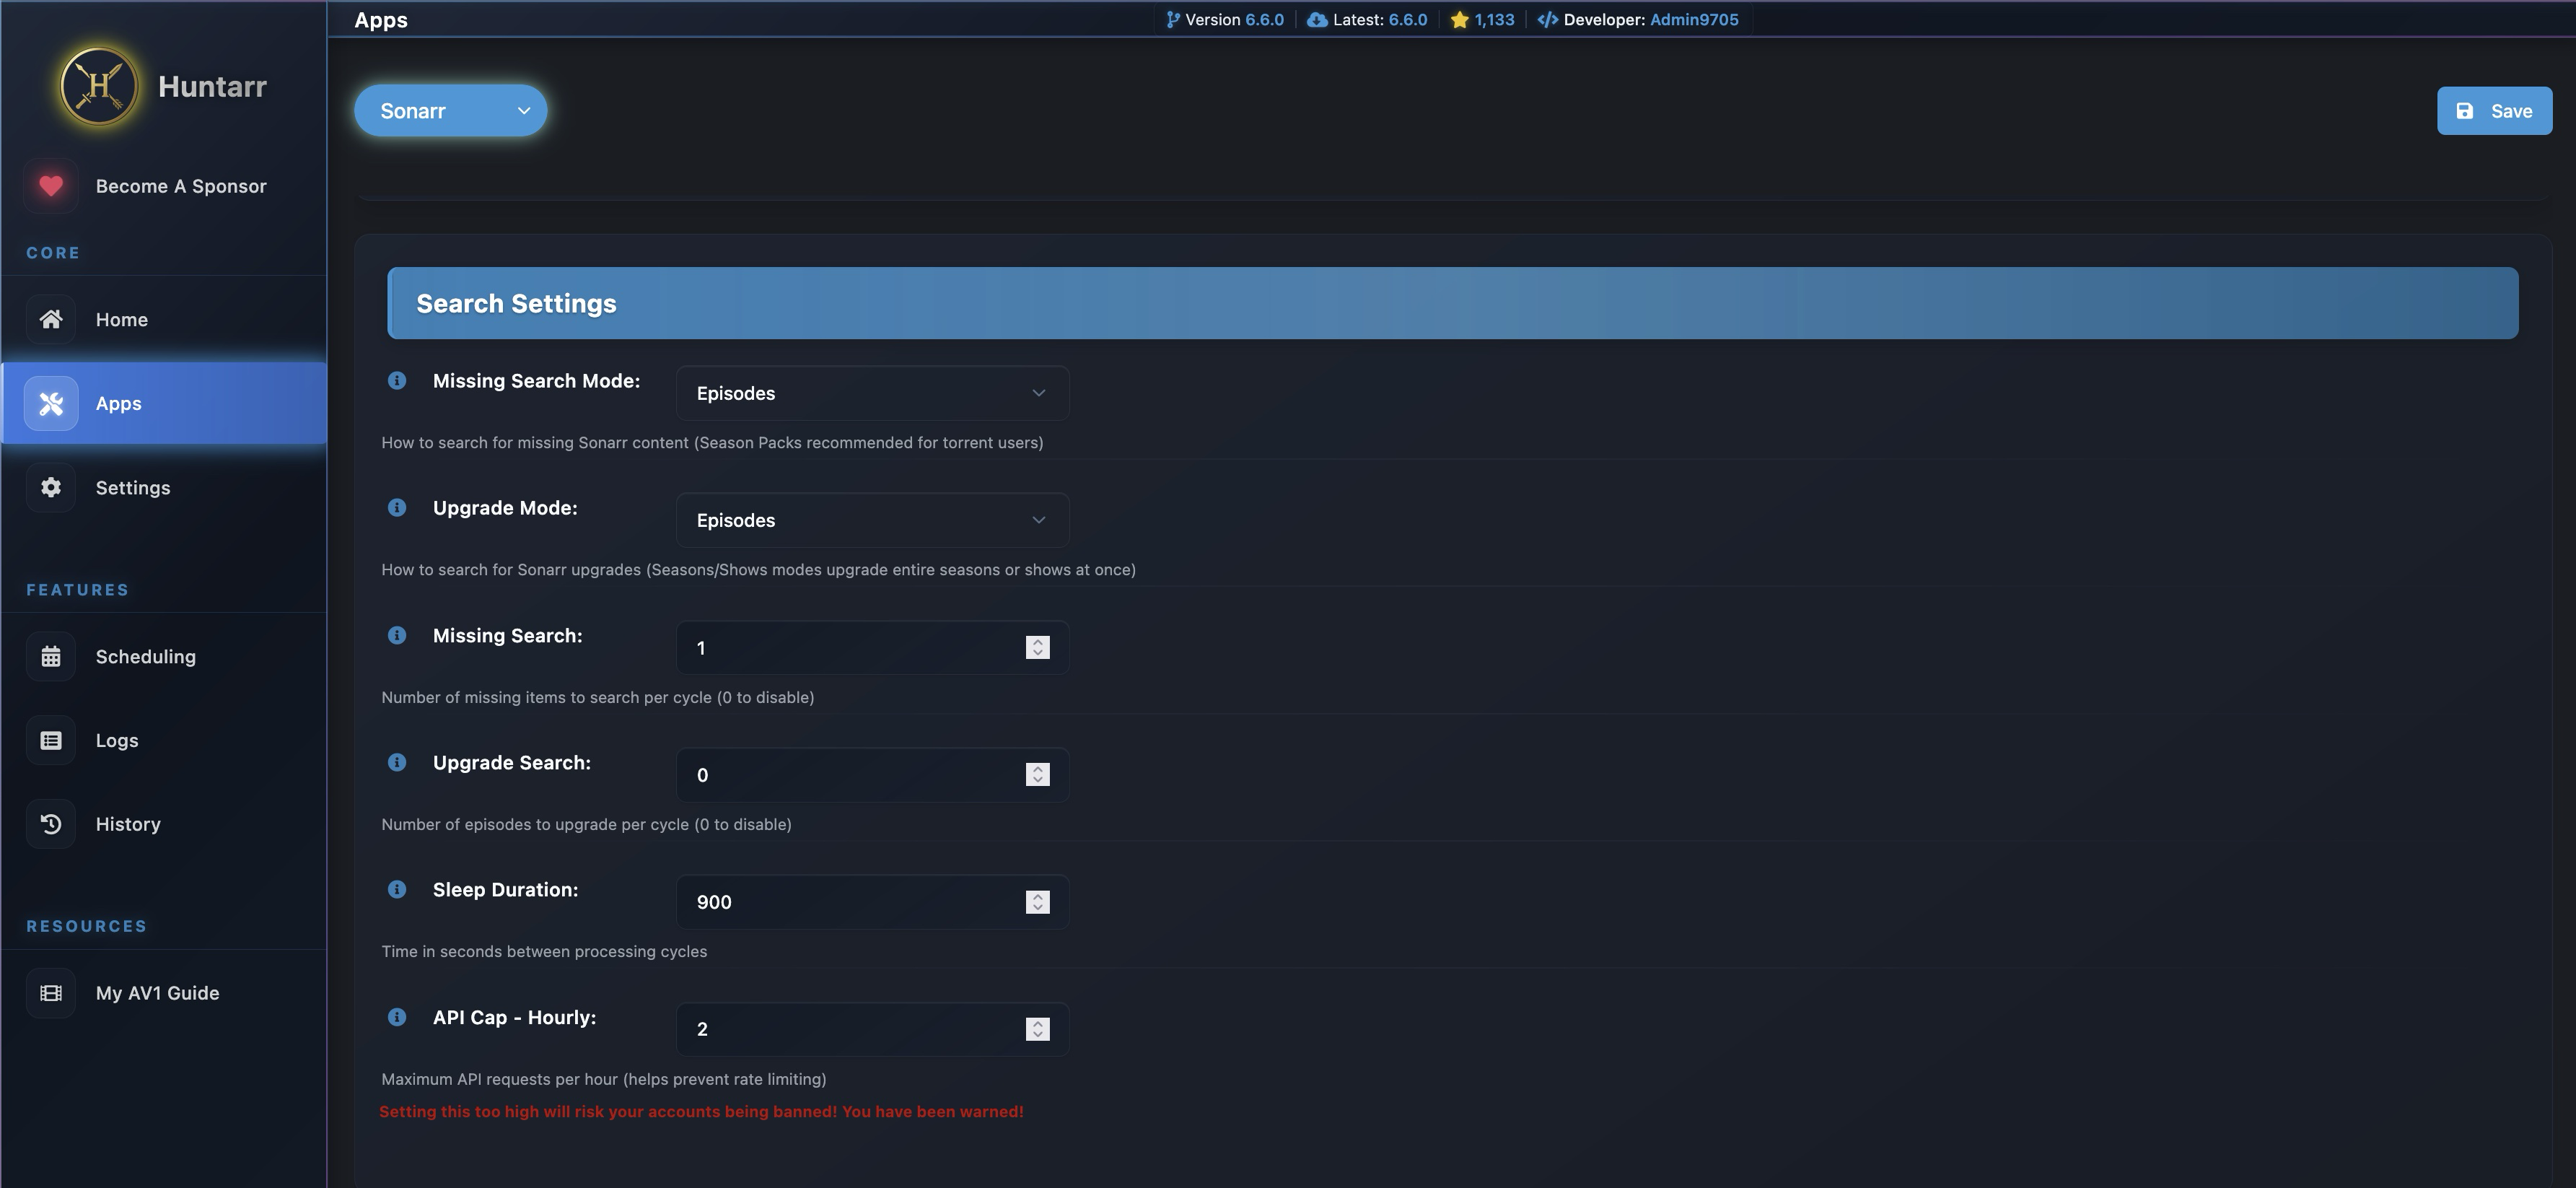 Huntarr
Become A Sponsor
CORE
Home
Apps
Settings
FEATURES
Scheduling
Logs
History
RESOURCES
My AV1 Guide
Apps
Version 6.6.0
Latest: 6.6.0
1,133
Developer: Admin9705
Sonarr
Save
Search Settings
Missing Search Mode:
Episodes
How to search for missing Sonarr content (Season Packs recommended for torrent users)
Upgrade Mode:
Episodes
How to search for Sonarr upgrades (Seasons/Shows modes upgrade entire seasons or shows at once)
Missing Search:
1
Number of missing items to search per cycle (0 to disable)
Upgrade Search:
0
Number of episodes to upgrade per cycle (0 to disable)
Sleep Duration:
900
Time in seconds between processing cycles
API Cap - Hourly:
2
Maximum API requests per hour (helps prevent rate limiting)
Setting this too high will risk your accounts being banned! You have been warned!